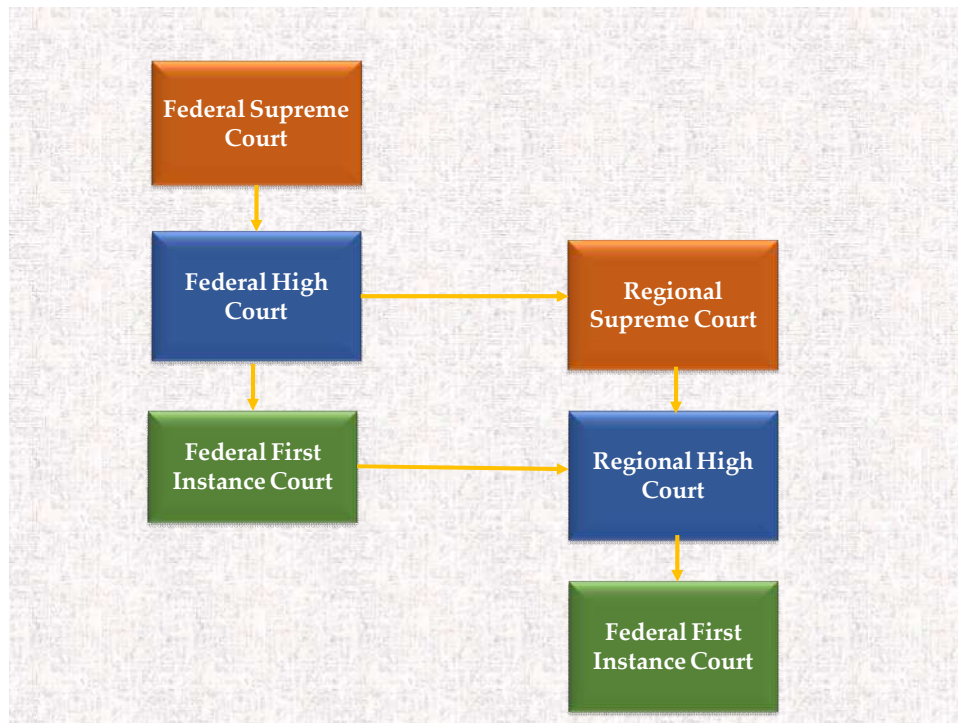 Federal Supreme
Court
Federal High
Court
Regional
Supreme Court
Federal First
Instance Court
Regional High
Court
Federal First
Instance Court